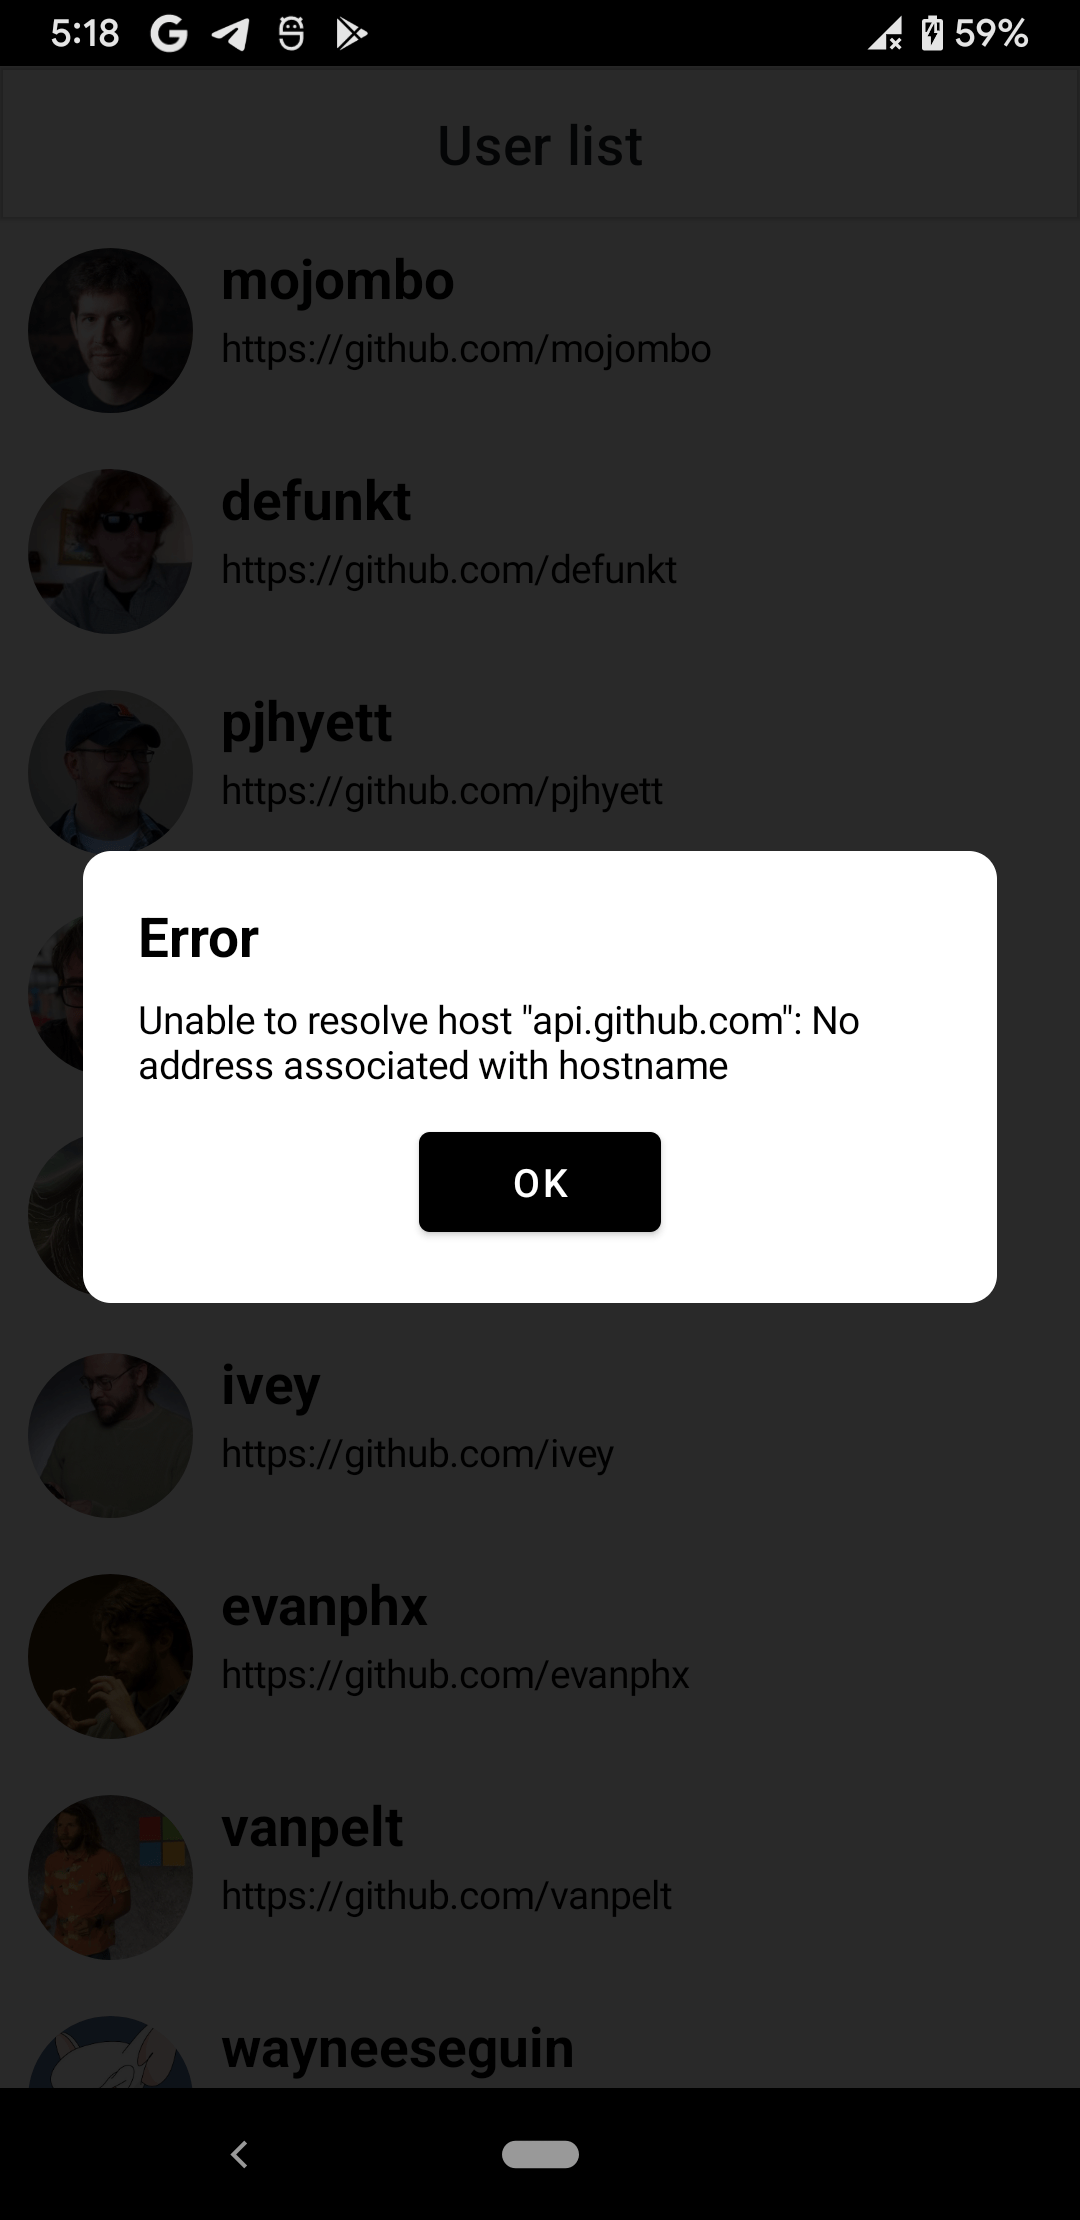 5:18
59%
User list
mojombo
https://github.com/mojombo
defunkt
https://github.com/defunkt
pjhyett
https://github.com/pjhyett
Error
Unable to resolve host "api.github.com": No
address associated with hostname
OK
ivey
https://github.com/ivey
evanphx
https://github.com/evanphx
vanpelt
https://github.com/vanpelt
wayneeseguin